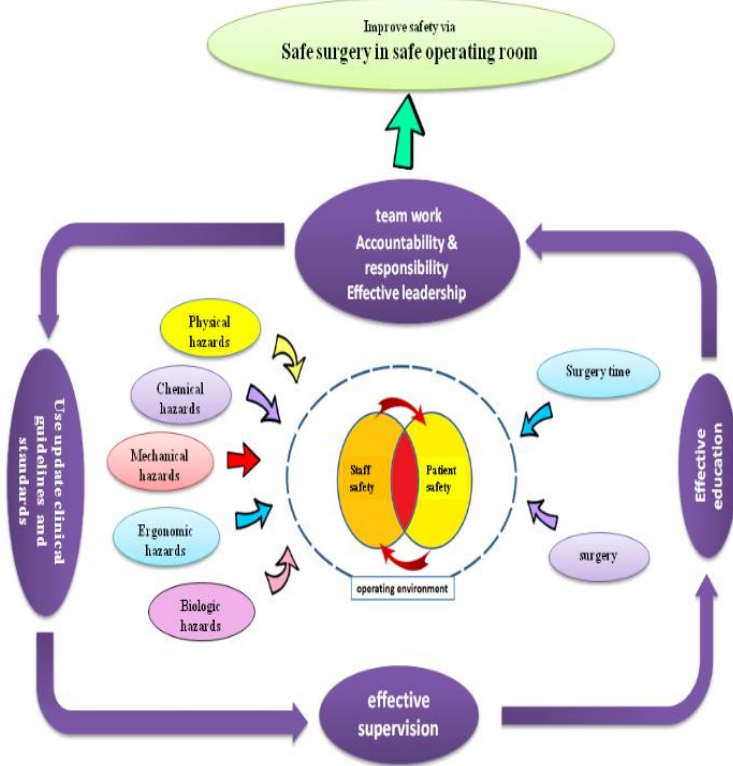 Improve safety via
Safe surgery in safe operating room
team work
Accountability &
responsibility
Effective leadership
Physical
hazards
Chemical
hazards
Mechanical
hazards
Ergonomic
hazards
Biologic
hazards
Use update clinical
guidelines and
standards
Staff
safety
Patient
safety
operating environment
Surgery time
surgery
Effective
education
effective
supervision